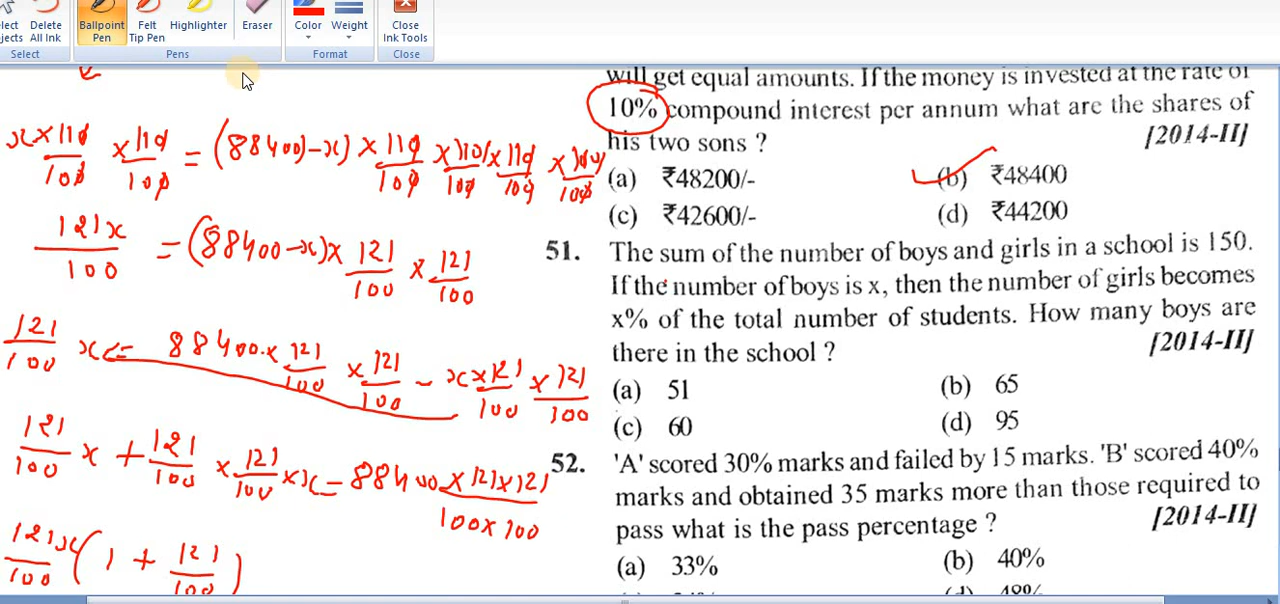 Delete
All Ink
Ballpoint
Pen
Felt
Tip Pen
Highlighter
Eraser
Color
Weight
Close
Ink Tools
Select
Pens
Format
Close
will get equal amounts. If the money is invested at the rate of
10% compound interest per annum what are the shares of
his two sons ? [2014-II]
(a) ₹48200/- (b) ₹48400
(c) ₹42600/- (d) ₹44200
51. The sum of the number of boys and girls in a school is 150.
If the number of boys is x, then the number of girls becomes
x% of the total number of students. How many boys are
there in the school ? [2014-II]
(a) 51 (b) 65
(c) 60 (d) 95
52. 'A' scored 30% marks and failed by 15 marks. 'B' scored 40%
marks and obtained 35 marks more than those required to
pass what is the pass percentage ? [2014-II]
(a) 33% (b) 40%
x×110/100 × 110/100 = (88400-x) × 110/100 × 110/100 × 110/100 × 110/100
121x/100 = (88400-x) × 121/100 × 121/100
121/100 x = 88400 × 121/100 × 121/100 - x × 121/100 × 121/100
121/100 x + 121/100 × 121/100 × x = 88400 × 121×121/100×100
121x/100 (1 + 121/100)